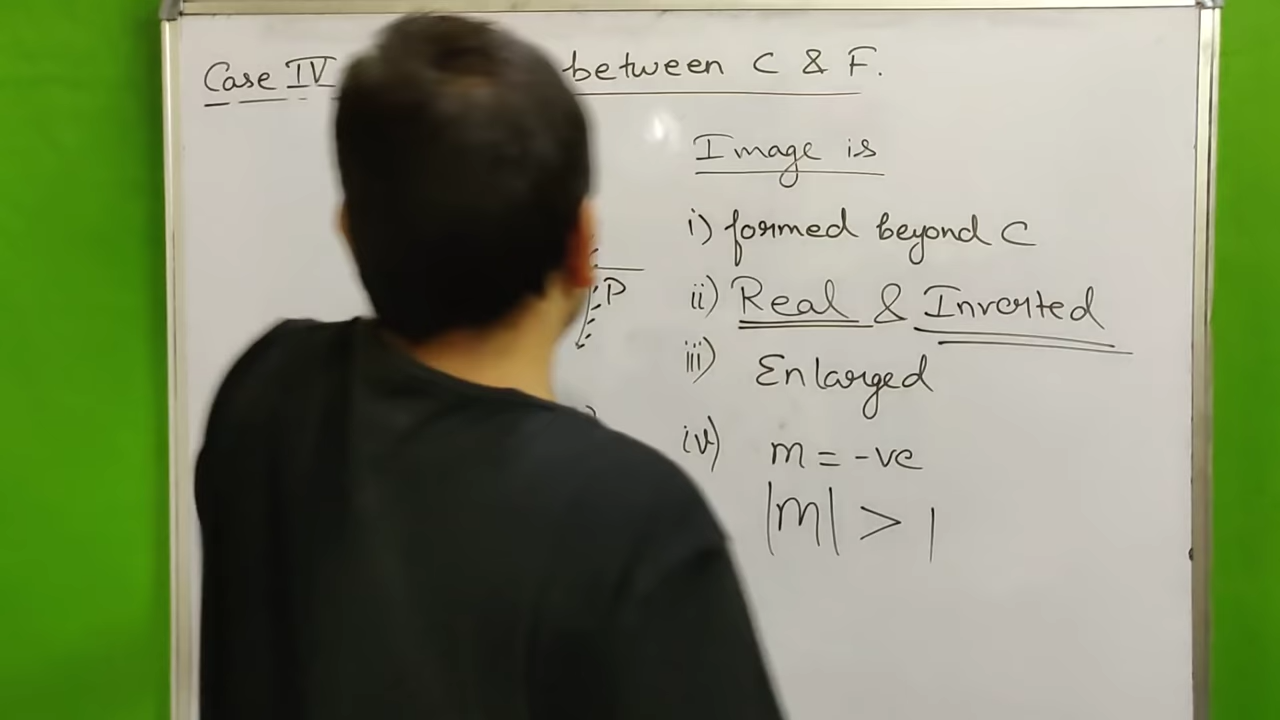 Case IV between C & F.
Image is
i) formed beyond C
P
ii) Real & Inverted
iii) Enlarged
iv) m = -ve
|m| > 1